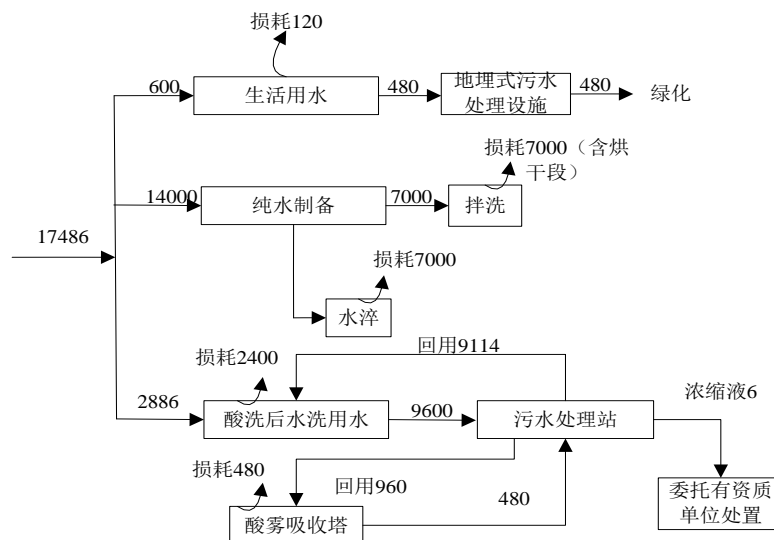 损耗120
600
生活用水
480
地埋式污水
处理设施
480
绿化
损耗7000（含烘
干段）
14000
纯水制备
7000
拌洗
17486
损耗7000
水淬
回用9114
损耗2400
浓缩液6
2886
酸洗后水洗用水
9600
污水处理站
损耗480
回用960
480
委托有资质
单位处置
酸雾吸收塔